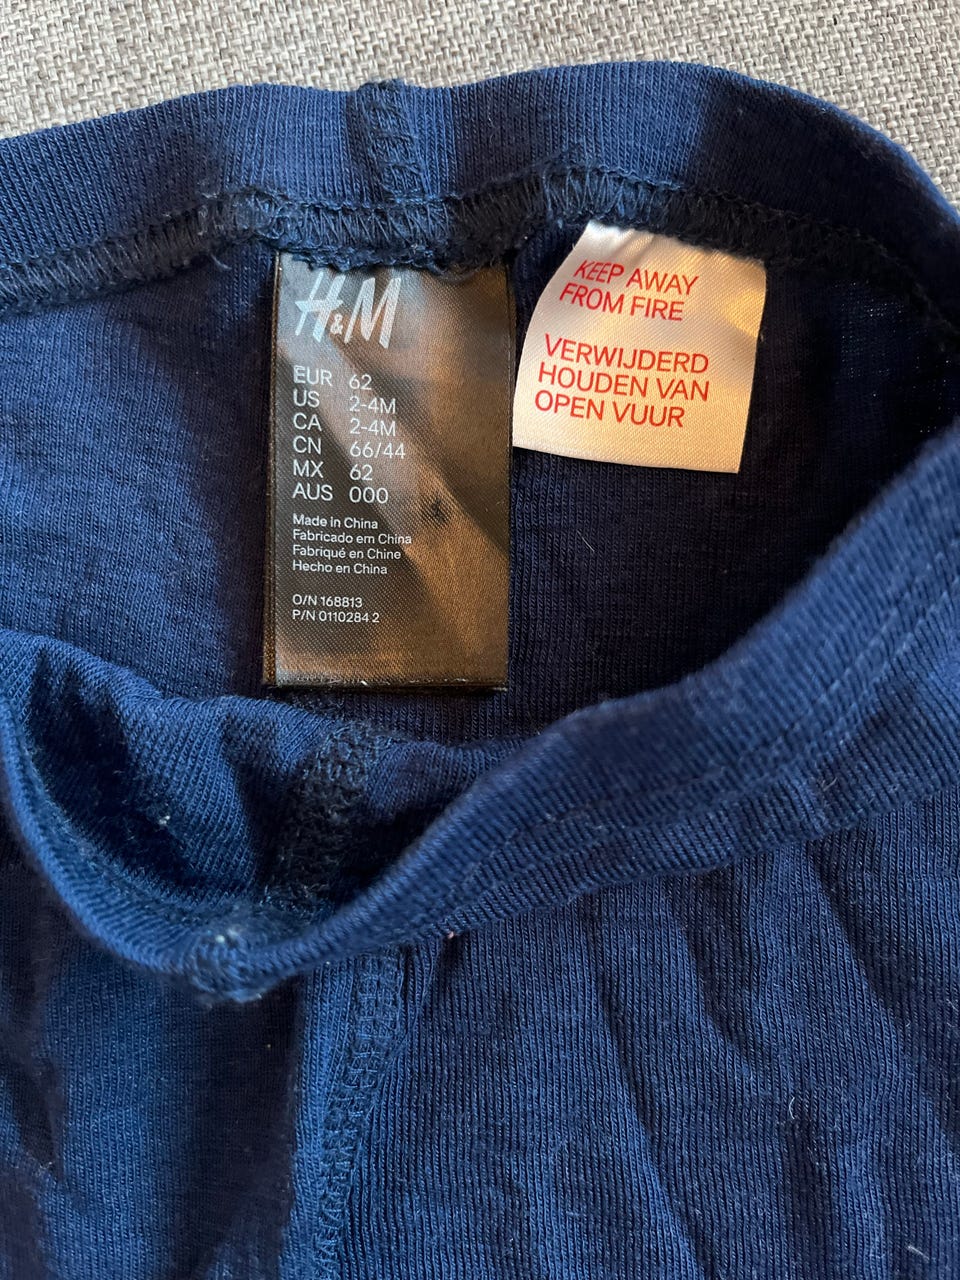 H&M
EUR 62
US 2-4M
CA 2-4M
CN 66/44
MX 62
AUS 000
Made in China
Fabricado em China
Fabriqué en Chine
Hecho en China
O/N 168813
P/N 0110284 2
KEEP AWAY
FROM FIRE
VERWIJDERD
HOUDEN VAN
OPEN VUUR